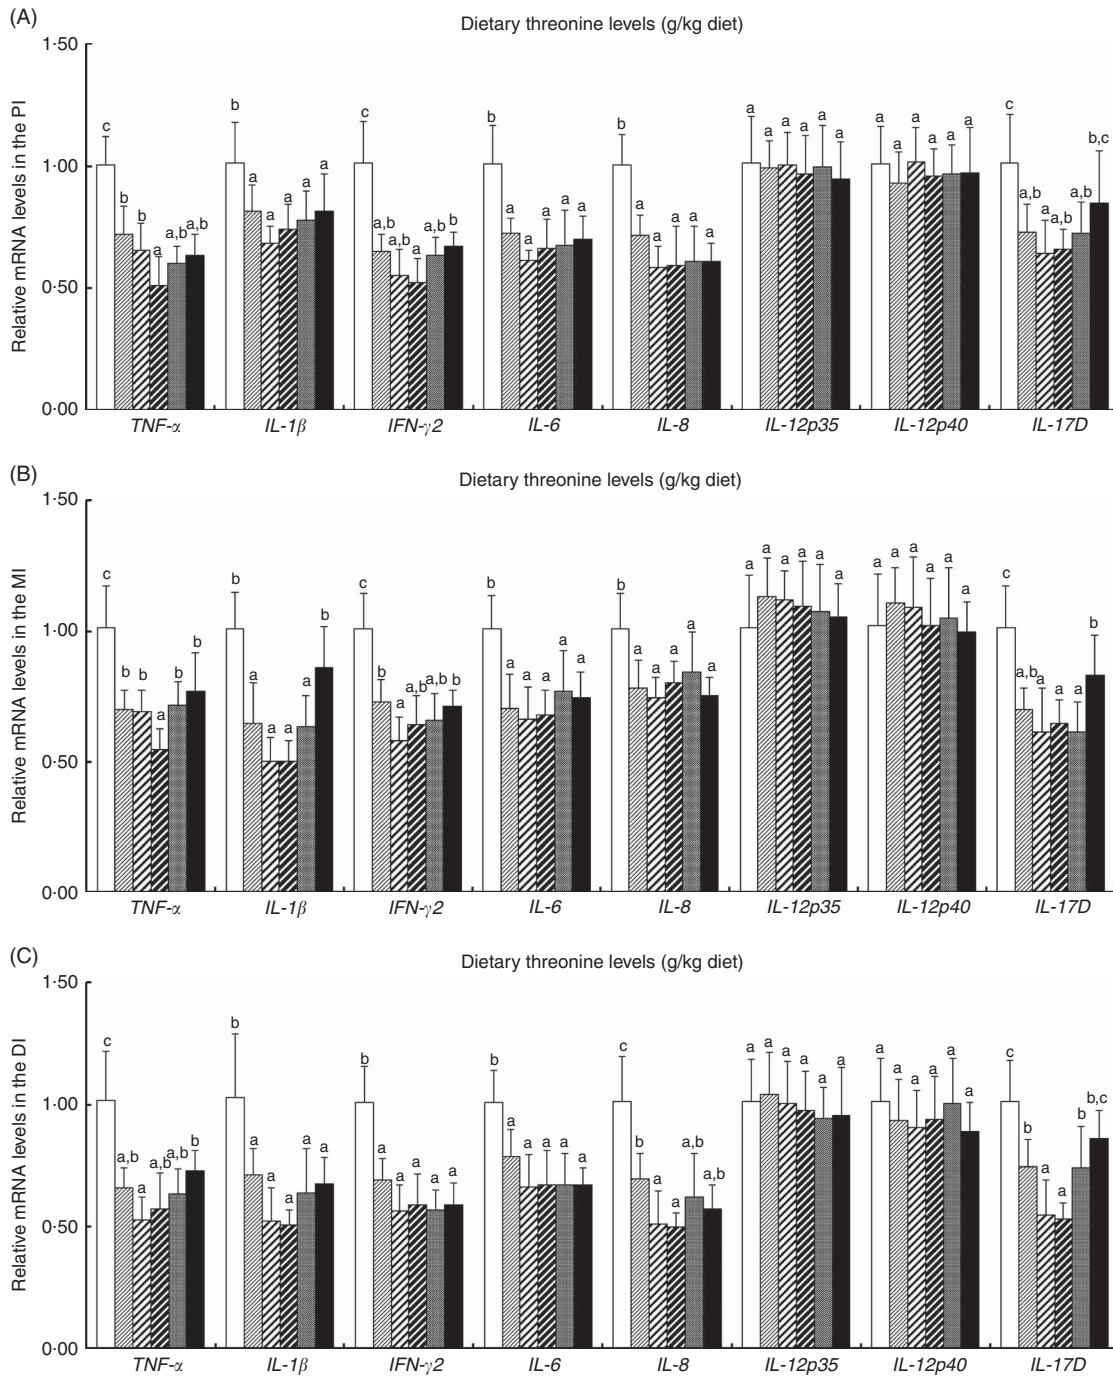 (A)
Dietary threonine levels (g/kg diet)
Relative mRNA levels in the PI
1·50
1·00
0·50
0·00
c b b a a,b a,b
b a a a a a
c a,b a,b a a,b b
b a a a a a
b a a a a a
a a a a a a
a a a a a a
c a,b a a,b a,b b,c
TNF-α IL-1β IFN-γ2 IL-6 IL-8 IL-12p35 IL-12p40 IL-17D
(B)
Dietary threonine levels (g/kg diet)
Relative mRNA levels in the MI
1·50
1·00
0·50
0·00
c b b a b b
b a a a a b
c b a a,b a,b b
b a a a a a
b a a a a a
a a a a a a
a a a a a a
c a,b a a a b
TNF-α IL-1β IFN-γ2 IL-6 IL-8 IL-12p35 IL-12p40 IL-17D
(C)
Dietary threonine levels (g/kg diet)
Relative mRNA levels in the DI
1·50
1·00
0·50
0·00
c a,b a a,b a,b b
b a a a a a
b a a a a a
b a a a a a
c b a a a,b a,b
a a a a a a
a a a a a a
c b a a b b,c
TNF-α IL-1β IFN-γ2 IL-6 IL-8 IL-12p35 IL-12p40 IL-17D